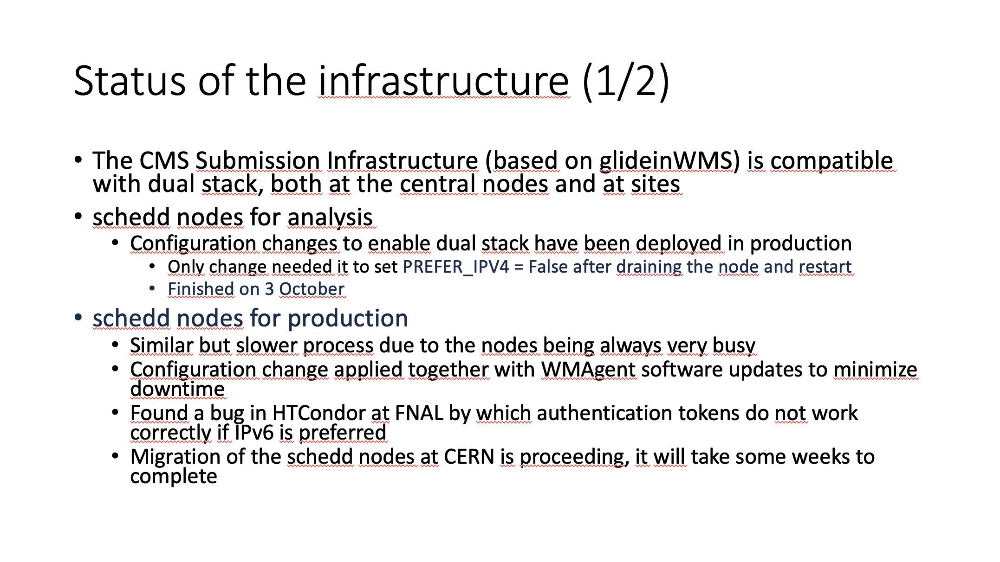 Status of the infrastructure (1/2)
• The CMS Submission Infrastructure (based on glideinWMS) is compatible
with dual stack, both at the central nodes and at sites
• schedd nodes for analysis
• Configuration changes to enable dual stack have been deployed in production
• Only change needed it to set PREFER_IPV4 = False after draining the node and restart
• Finished on 3 October
• schedd nodes for production
• Similar but slower process due to the nodes being always very busy
• Configuration change applied together with WMAgent software updates to minimize
downtime
• Found a bug in HTCondor at FNAL by which authentication tokens do not work
correctly if IPv6 is preferred
• Migration of the schedd nodes at CERN is proceeding, it will take some weeks to
complete